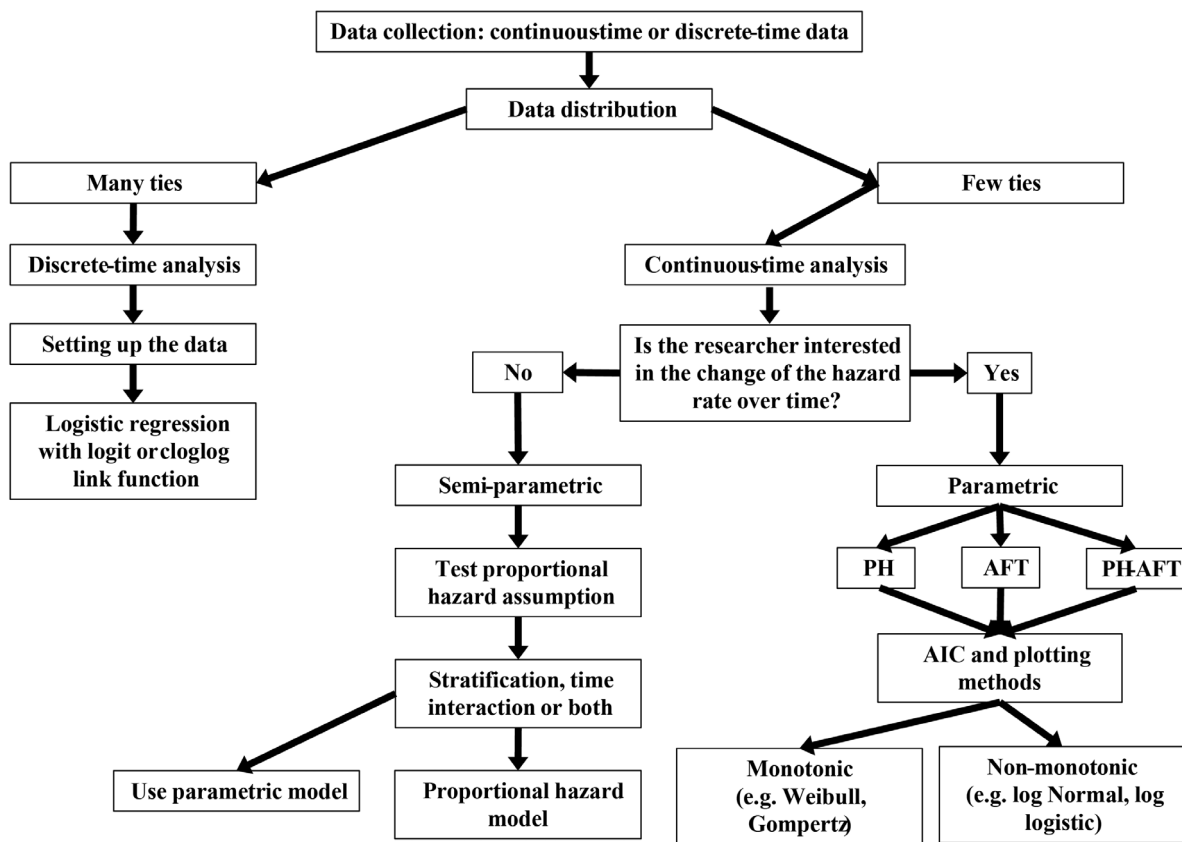 Data collection: continuous-time or discrete-time data
Data distribution
Many ties
Few ties
Discrete-time analysis
Continuous-time analysis
Setting up the data
Is the researcher interested
in the change of the hazard
rate over time?
No
Yes
Logistic regression
with logit orcloglog
link function
Semi-parametric
Parametric
Test proportional
hazard assumption
PH
AFT
PH-AFT
Stratification, time
interaction or both
AIC and plotting
methods
Use parametric model
Proportional hazard
model
Monotonic
(e.g. Weibull,
Gompertz)
Non-monotonic
(e.g. log Normal, log
logistic)